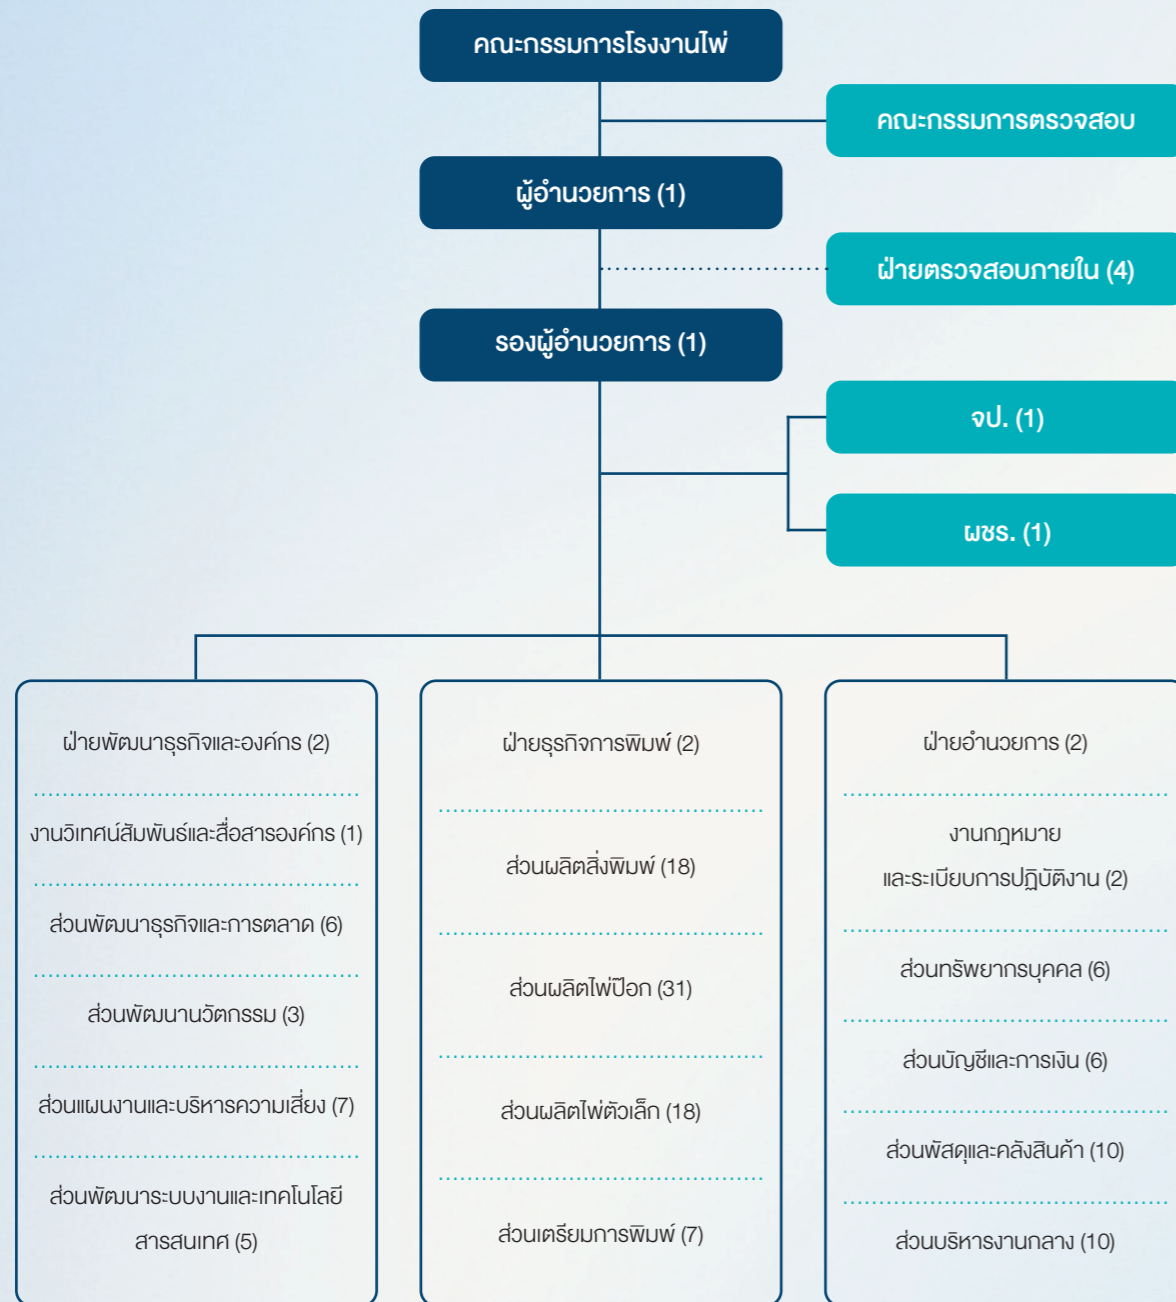 คณะกรรมการโรงงานไพ่
คณะกรรมการตรวจสอบ
ผู้อำนวยการ (1)
ฝ่ายตรวจสอบภายใน (4)
รองผู้อำนวยการ (1)
จป. (1)
ผชร. (1)
ฝ่ายพัฒนาธุรกิจและองค์กร (2)
งานวิเทศน์สัมพันธ์และสื่อสารองค์กร (1)
ส่วนพัฒนาธุรกิจและการตลาด (6)
ส่วนพัฒนานวัตกรรม (3)
ส่วนแผนงานและบริหารความเสี่ยง (7)
ส่วนพัฒนาระบบงานและเทคโนโลยี
สารสนเทศ (5)
ฝ่ายธุรกิจการพิมพ์ (2)
ส่วนผลิตสิ่งพิมพ์ (18)
ส่วนผลิตไพ่ป๊อก (31)
ส่วนผลิตไพ่ตัวเล็ก (18)
ส่วนเตรียมการพิมพ์ (7)
ฝ่ายอำนวยการ (2)
งานกฎหมาย
และระเบียบการปฏิบัติงาน (2)
ส่วนทรัพยากรบุคคล (6)
ส่วนบัญชีและการเงิน (6)
ส่วนพัสดุและคลังสินค้า (10)
ส่วนบริหารงานกลาง (10)